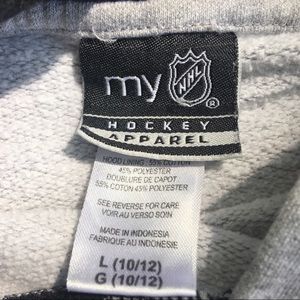 my NHL ®
HOCKEY
APPAREL
HOOD LINING: 55% COTTON
45% POLYESTER
DOUBLURE DE CAPOT
55% COTON 45% POLYESTER
SEE REVERSE FOR CARE
VOIR AU VERSO SOIN
MADE IN INDONESIA
FABRIQUE AU INDONESIE
L (10/12)
G (10/12)